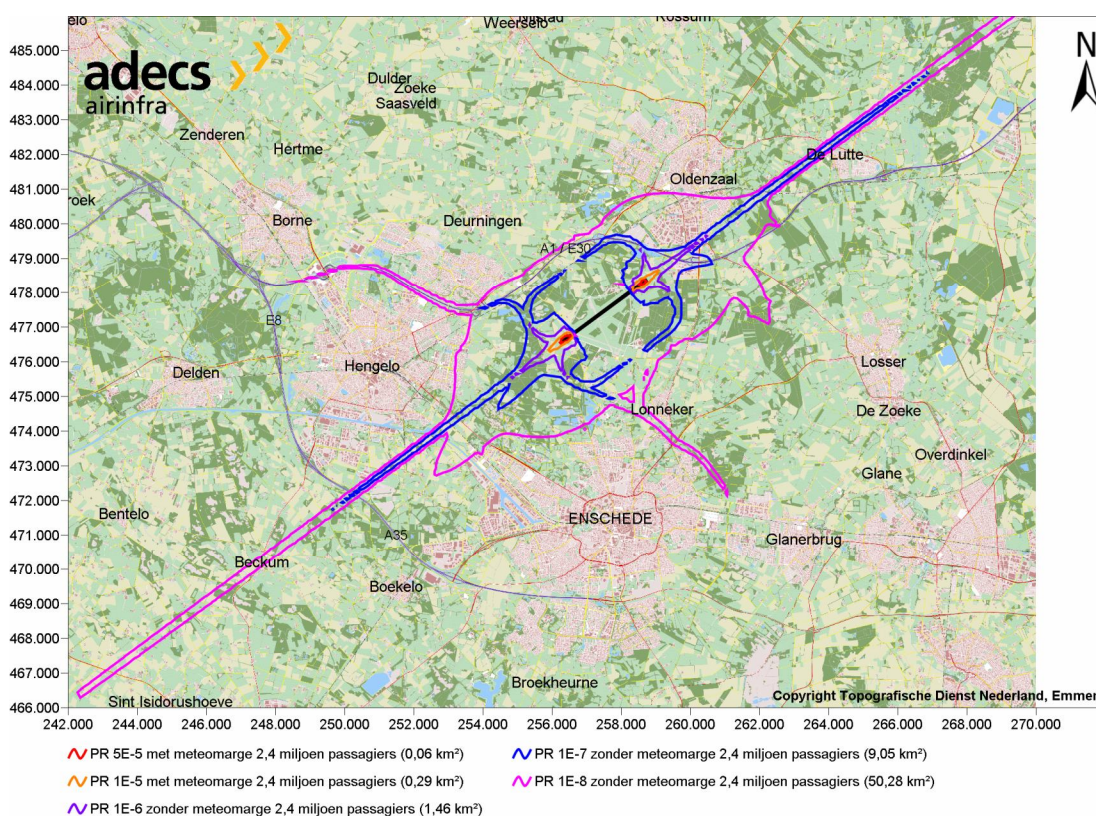 elo
Weerselo
Rossum
N
485.000
adecs
airinfra
Dulder
Zoeke
Saasveld
484.000
483.000
Zenderen
Hertme
De Lutte
482.000
Oldenzaal
481.000
roek
Borne
Deurningen
480.000
A1 / E30
479.000
478.000
E8
477.000
476.000
Hengelo
Losser
Delden
475.000
Lonneker
De Zoeke
474.000
473.000
Overdinkel
Glane
472.000
Bentelo
ENSCHEDE
471.000
A35
Glanerbrug
470.000
Beckum
Boekelo
469.000
468.000
467.000
Broekheurne
Sint Isidorushoeve
Copyright Topografische Dienst Nederland, Emmen
466.000
242.000 244.000 246.000 248.000 250.000 252.000 254.000 256.000 258.000 260.000 262.000 264.000 266.000 268.000 270.000
PR 5E-5 met meteomarge 2,4 miljoen passagiers (0,06 km²)
PR 1E-5 met meteomarge 2,4 miljoen passagiers (0,29 km²)
PR 1E-6 zonder meteomarge 2,4 miljoen passagiers (1,46 km²)
PR 1E-7 zonder meteomarge 2,4 miljoen passagiers (9,05 km²)
PR 1E-8 zonder meteomarge 2,4 miljoen passagiers (50,28 km²)